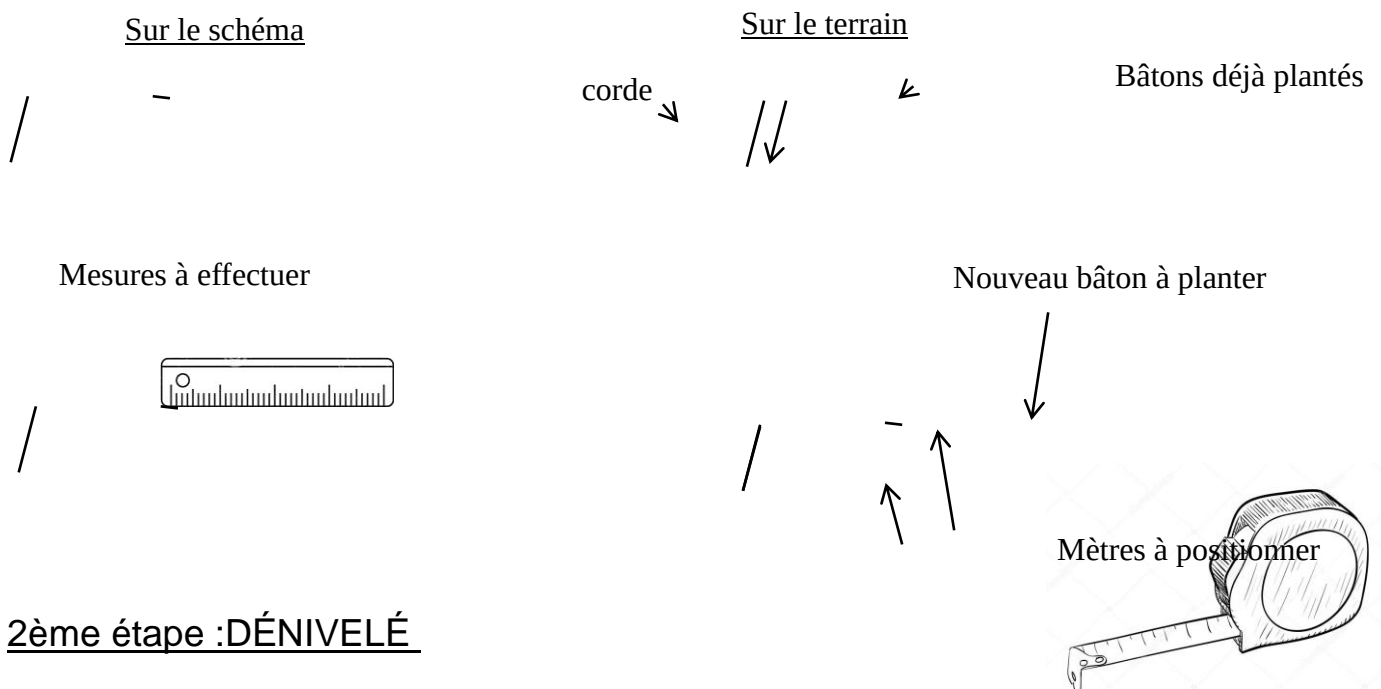 Sur le schéma
Sur le terrain
corde
Bâtons déjà plantés
Mesures à effectuer
Nouveau bâton à planter
Mètres à positionner
2ème étape :DÉNIVELÉ